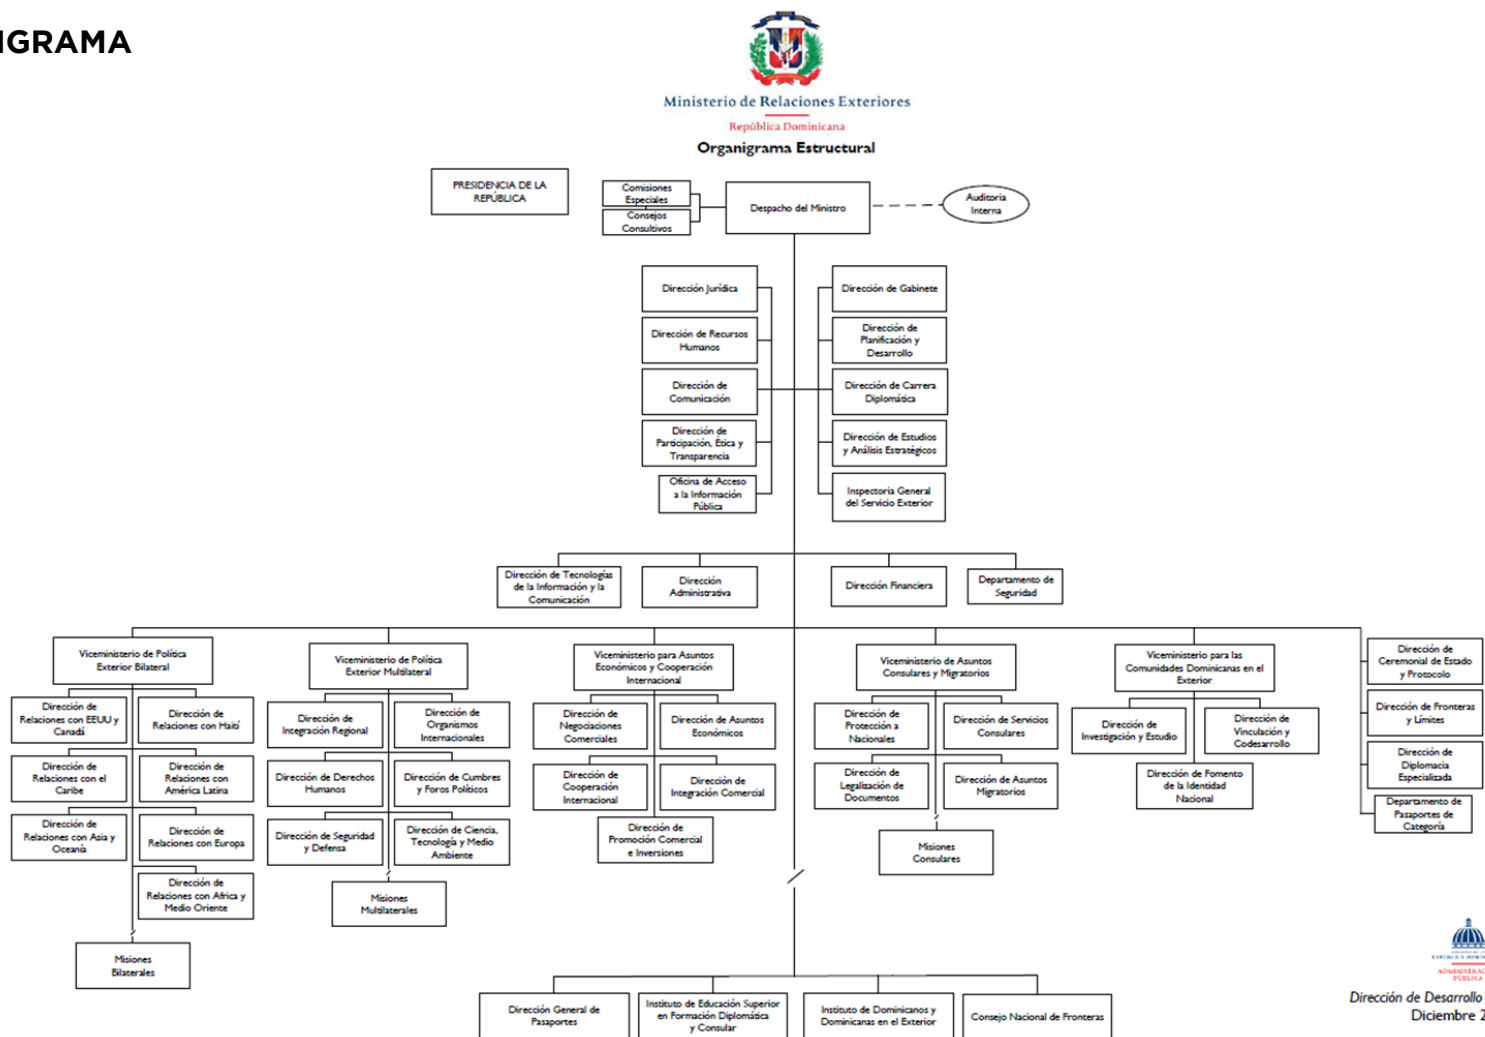 IGRAMA
Ministerio de Relaciones Exteriores
República Dominicana
Organigrama Estructural
PRESIDENCIA DE LA
REPÚBLICA
Comisiones
Especiales
Consejos
Consultivos
Despacho del Ministro
Auditoria
Interna
Dirección Jurídica
Dirección de Gabinete
Dirección de Recursos
Humanos
Dirección de
Planificación y
Desarrollo
Dirección de
Comunicación
Dirección de Carrera
Diplomática
Dirección de
Participación, Ética y
Transparencia
Dirección de Estudios
y Análisis Estratégicos
Oficina de Acceso
a la Información
Pública
Inspectoria General
del Servicio Exterior
Dirección de Tecnologías
de la Información y la
Comunicación
Dirección
Administrativa
Dirección Financiera
Departamento de
Seguridad
Viceministerio de Política
Exterior Bilateral
Dirección de
Relaciones con EEUU y
Canadá
Dirección de
Relaciones con Haití
Dirección de
Relaciones con el
Caribe
Dirección de
Relaciones con
América Latina
Dirección de
Relaciones con Asia y
Oceanía
Dirección de
Relaciones con Europa
Dirección de
Relaciones con Africa y
Medio Oriente
Misiones
Bilaterales
Viceministerio de Política
Exterior Multilateral
Dirección de
Integración Regional
Dirección de
Organismos
Internacionales
Dirección de Derechos
Humanos
Dirección de Cumbres
y Foros Políticos
Dirección de Seguridad
y Defensa
Dirección de Ciencia,
Tecnología y Medio
Ambiente
Misiones
Multilaterales
Viceministerio para Asuntos
Económicos y Cooperación
Internacional
Dirección de
Negociaciones
Comerciales
Dirección de Asuntos
Económicos
Dirección de
Cooperación
Internacional
Dirección de
Integración Comercial
Dirección de
Promoción Comercial
e Inversiones
Viceministerio de Asuntos
Consulares y Migratorios
Dirección de
Protección a
Nacionales
Dirección de Servicios
Consulares
Dirección de
Legalización de
Documentos
Dirección de Asuntos
Migratorios
Misiones
Consulares
Viceministerio para las
Comunidades Dominicanas en el
Exterior
Dirección de
Investigación y Estudio
Dirección de
Vinculación y
Codesarrollo
Dirección de Fomento
de la Identidad
Nacional
Dirección de
Ceremonial de Estado
y Protocolo
Dirección de Fronteras
y Límites
Dirección de
Diplomacia
Especializada
Departamento de
Pasaportes de
Categoría
Dirección General de
Pasaportes
Instituto de Educación Superior
en Formación Diplomática
y Consular
Instituto de Dominicanos y
Dominicanas en el Exterior
Consejo Nacional de Fronteras
PÚBLICA
Dirección de Desarrollo
Diciembre 2